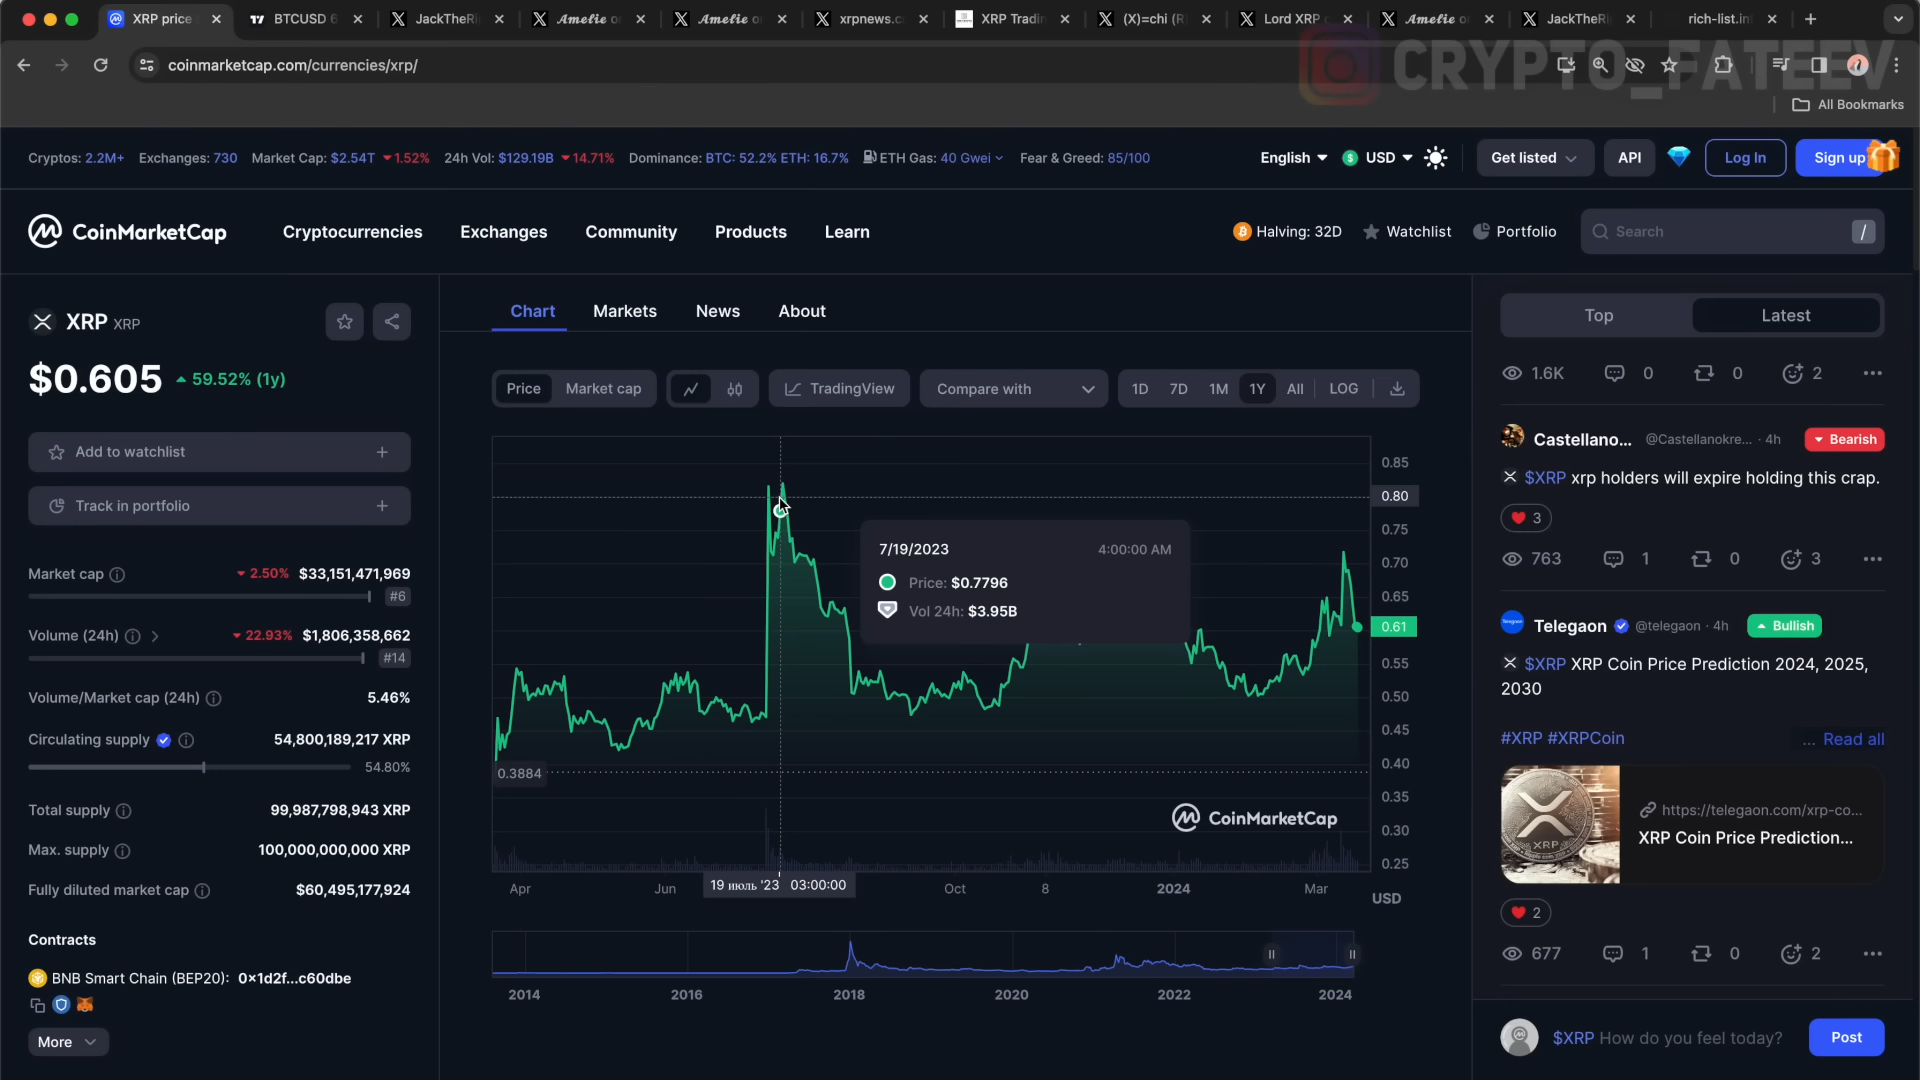 XRP price
BTCUSD 6
JackTheRi
𝓐𝓶𝓮𝓵𝓲𝓮 o
𝓐𝓶𝓮𝓵𝓲𝓮 o
xrpnews.c
XRP Tradin
(X)=chi (R
Lord XRP
𝓐𝓶𝓮𝓵𝓲𝓮 o
JackTheRi
rich-list.in
coinmarketcap.com/currencies/xrp/
CRYPTO_FATEEV
All Bookmarks
Cryptos: 2.2M+ Exchanges: 730 Market Cap: $2.54T 1.52% 24h Vol: $129.19B 14.71% Dominance: BTC: 52.2% ETH: 16.7% ETH Gas: 40 Gwei Fear & Greed: 85/100
English USD Get listed API Log In Sign up
CoinMarketCap Cryptocurrencies Exchanges Community Products Learn
Halving: 32D Watchlist Portfolio Search /
XRP XRP
$0.605 59.52% (1y)
Add to watchlist +
Track in portfolio +
Market cap 2.50% $33,151,471,969
#6
Volume (24h) 22.93% $1,806,358,662
#14
Volume/Market cap (24h) 5.46%
Circulating supply 54,800,189,217 XRP
54.80%
Total supply 99,987,798,943 XRP
Max. supply 100,000,000,000 XRP
Fully diluted market cap $60,495,177,924
Contracts
BNB Smart Chain (BEP20): 0x1d2f...c60dbe
More
Chart Markets News About
Price Market cap TradingView Compare with 1D 7D 1M 1Y All LOG
0.85
0.80
0.75
0.70
0.65
0.61
0.55
0.50
0.45
0.40
0.35
0.30
0.25
7/19/2023 4:00:00 AM
Price: $0.7796
Vol 24h: $3.95B
0.3884
CoinMarketCap
Apr Jun 19 июль '23 03:00:00 Oct 8 2024 Mar
USD
2014 2016 2018 2020 2022 2024
Top Latest
1.6K 0 0 2
Castellano... @Castellanokre... · 4h Bearish
$XRP xrp holders will expire holding this crap.
3
763 1 0 3
Telegaon @telegaon · 4h Bullish
$XRP XRP Coin Price Prediction 2024, 2025,
2030
#XRP #XRPCoin ... Read all
XRP
https://telegaon.com/xrp-co...
XRP Coin Price Prediction...
2
677 1 0 2
$XRP How do you feel today? Post